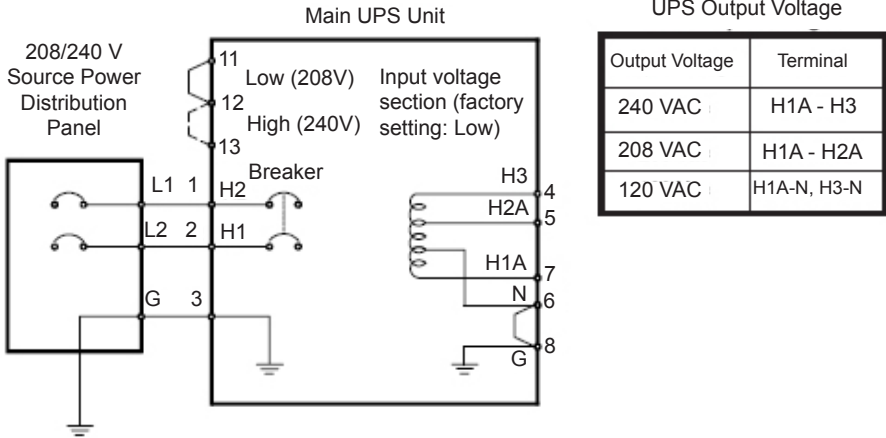 Main UPS Unit
208/240 V
Source Power
Distribution
Panel
11
Low (208V)
12
High (240V)
13
Input voltage
section (factory
setting: Low)
Breaker
L1 1 H2
L2 2 H1
G 3
H3 4
H2A 5
H1A 7
N 6
G 8
UPS Output Voltage
Output Voltage Terminal
240 VAC H1A - H3
208 VAC H1A - H2A
120 VAC H1A-N, H3-N